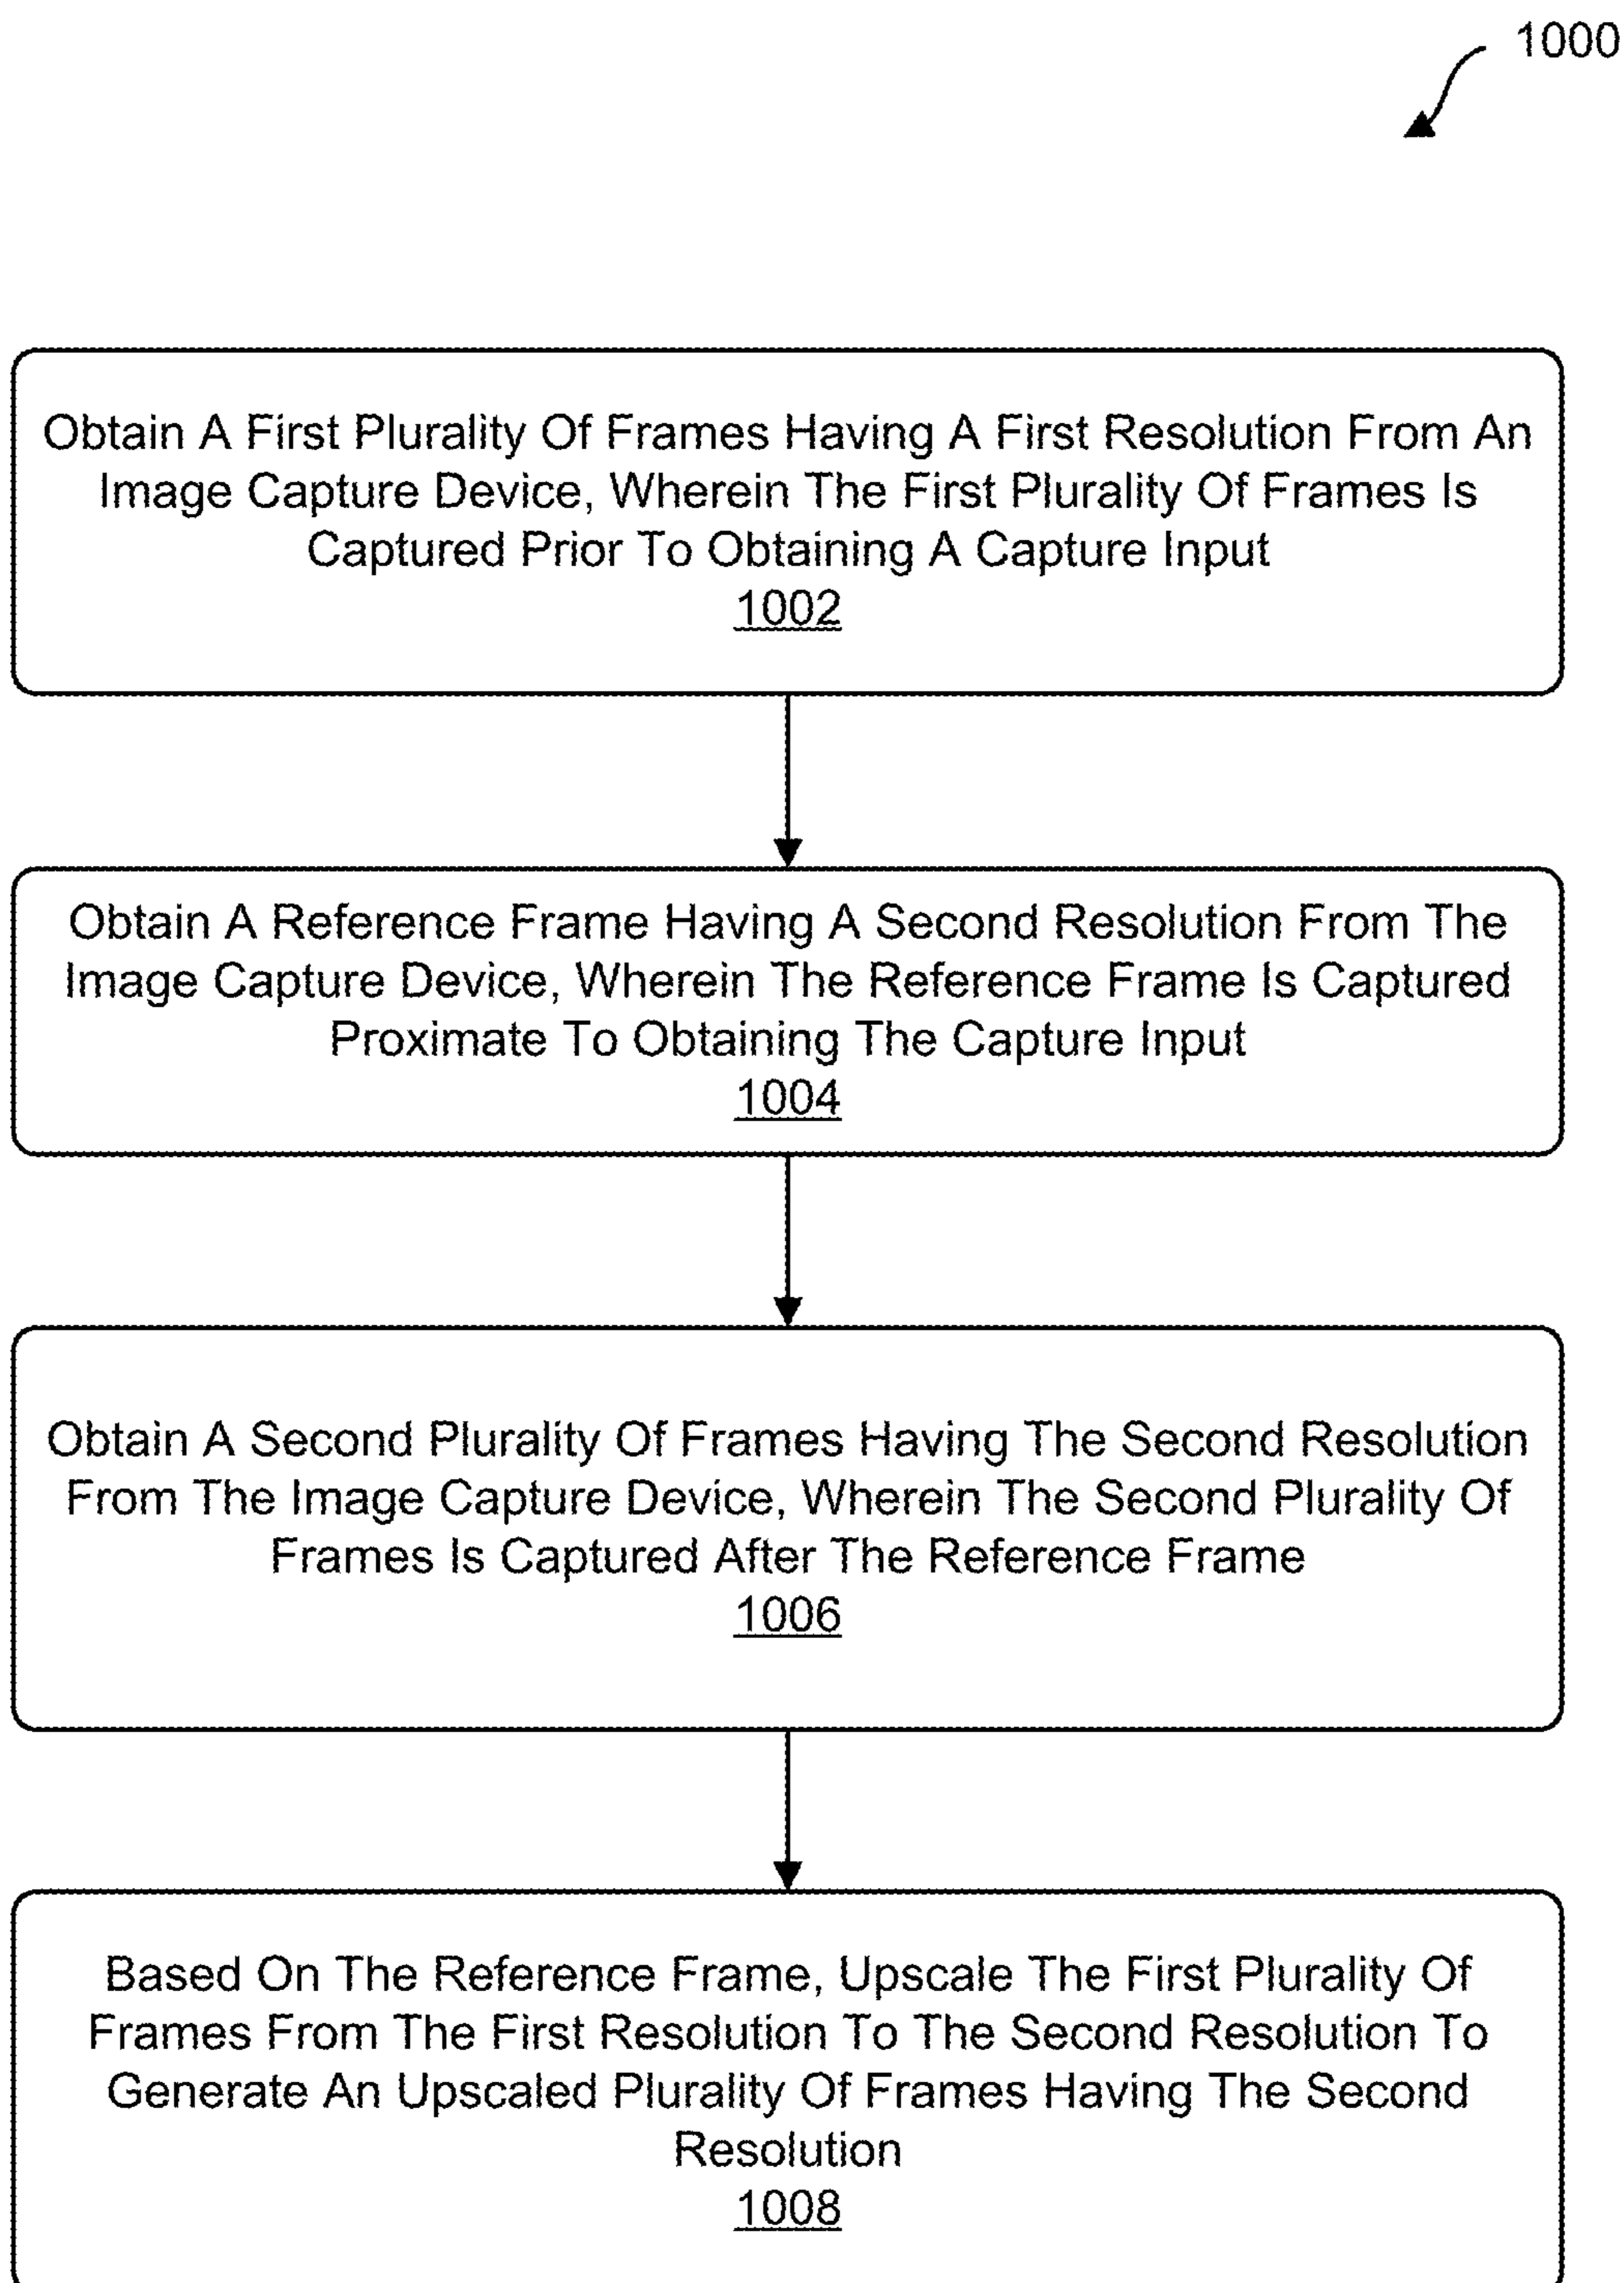 1000
Obtain A First Plurality Of Frames Having A First Resolution From An
Image Capture Device, Wherein The First Plurality Of Frames Is
Captured Prior To Obtaining A Capture Input
1002
Obtain A Reference Frame Having A Second Resolution From The
Image Capture Device, Wherein The Reference Frame Is Captured
Proximate To Obtaining The Capture Input
1004
Obtain A Second Plurality Of Frames Having The Second Resolution
From The Image Capture Device, Wherein The Second Plurality Of
Frames Is Captured After The Reference Frame
1006
Based On The Reference Frame, Upscale The First Plurality Of
Frames From The First Resolution To The Second Resolution To
Generate An Upscaled Plurality Of Frames Having The Second
Resolution
1008